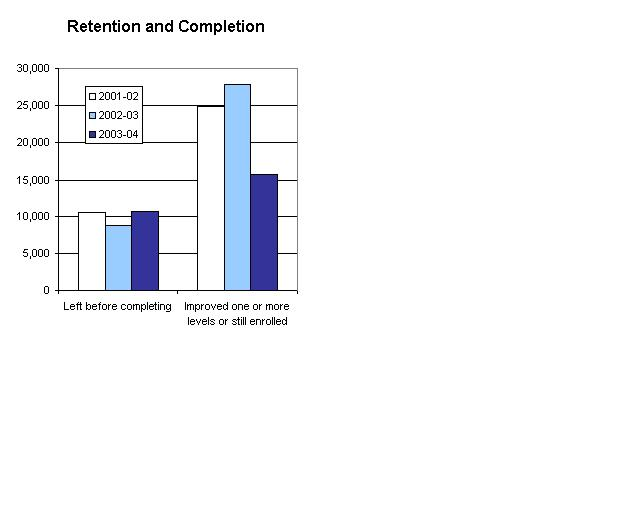 Retention and Completion
30,000
25,000
20,000
15,000
10,000
5,000
0
2001-02
2002-03
2003-04
Left before completing
Improved one or more
levels or still enrolled